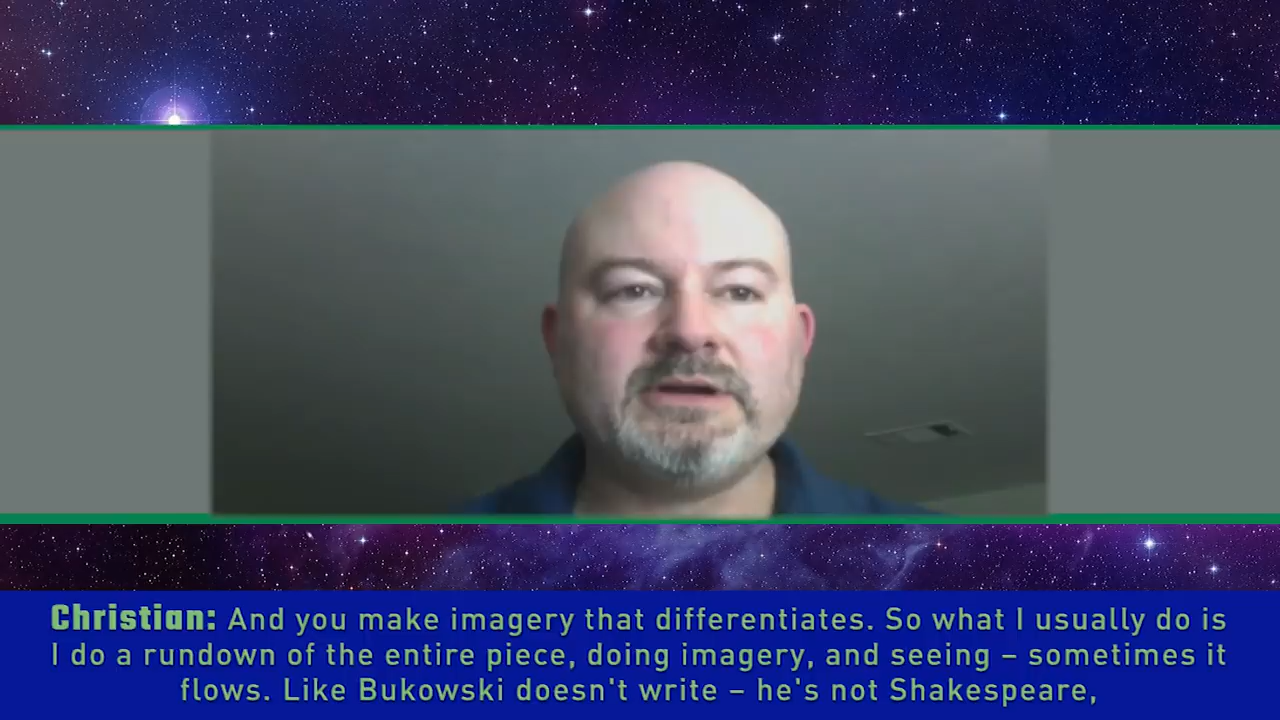 Christian: And you make imagery that differentiates. So what I usually do is
I do a rundown of the entire piece, doing imagery, and seeing – sometimes it
flows. Like Bukowski doesn't write – he's not Shakespeare,